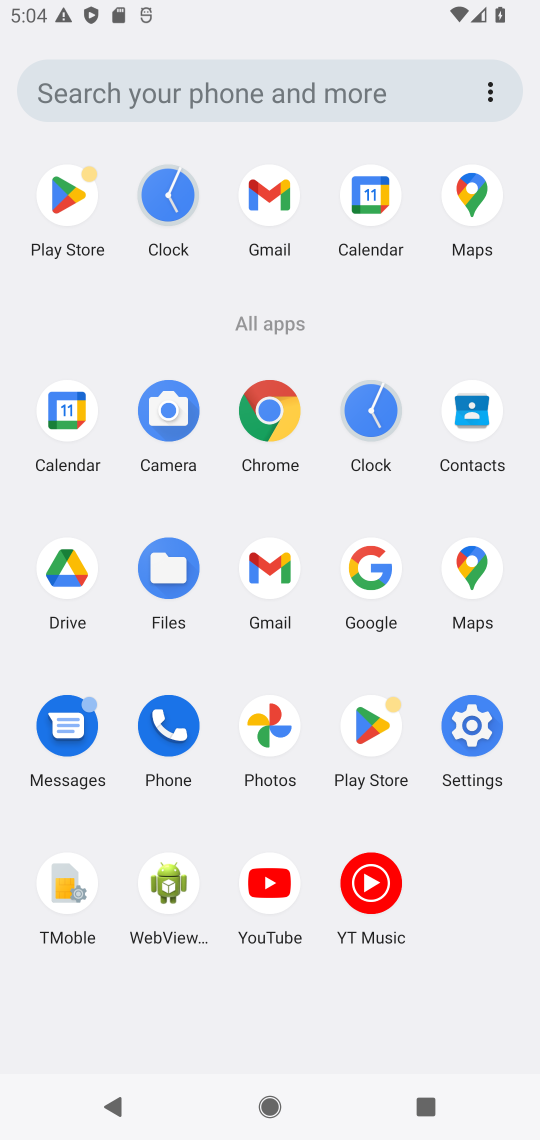 5:04
Search your phone and more
Play Store Clock Gmail Calendar Maps
All apps
Calendar Camera Chrome Clock Contacts
Drive Files Gmail Google Maps
Messages Phone Photos Play Store Settings
TMoble WebView... YouTube YT Music